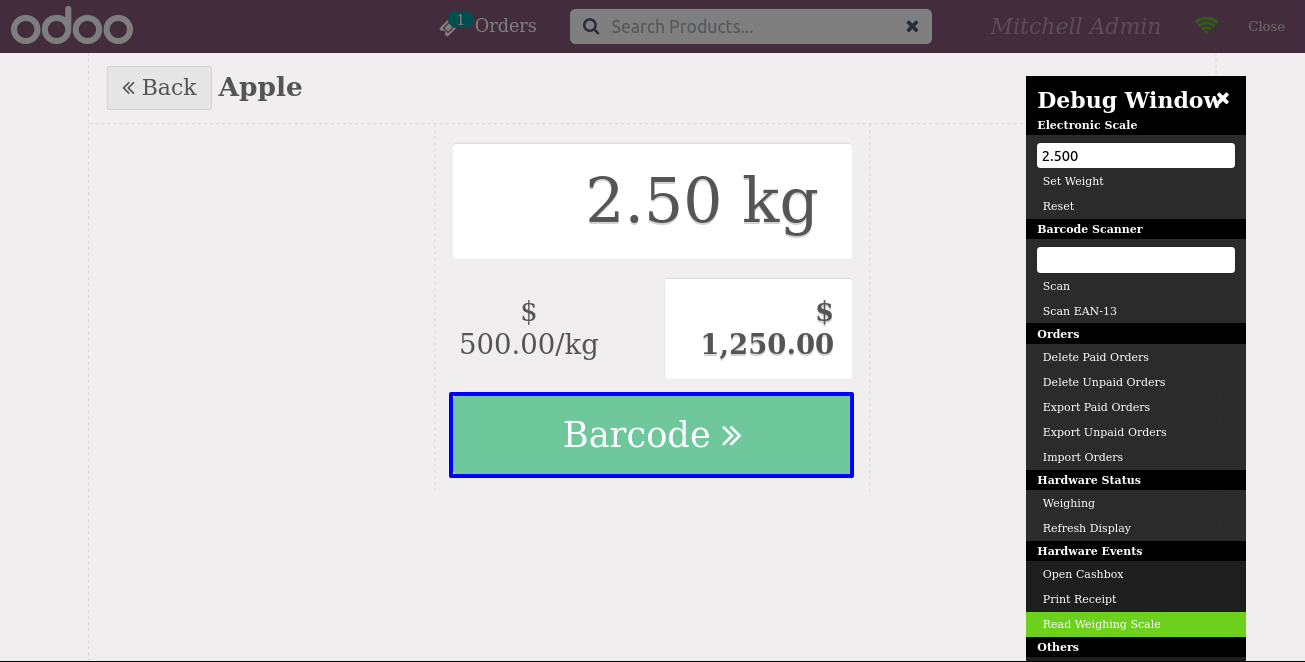 odoo
1
Orders
Search Products...
Mitchell Admin
Close
Back
Apple
2.50 kg
$
500.00/kg
$
1,250.00
Barcode
Debug Window
Electronic Scale
2.500
Set Weight
Reset
Barcode Scanner
Scan
Scan EAN-13
Orders
Delete Paid Orders
Delete Unpaid Orders
Export Paid Orders
Export Unpaid Orders
Import Orders
Hardware Status
Weighing
Refresh Display
Hardware Events
Open Cashbox
Print Receipt
Read Weighing Scale
Others